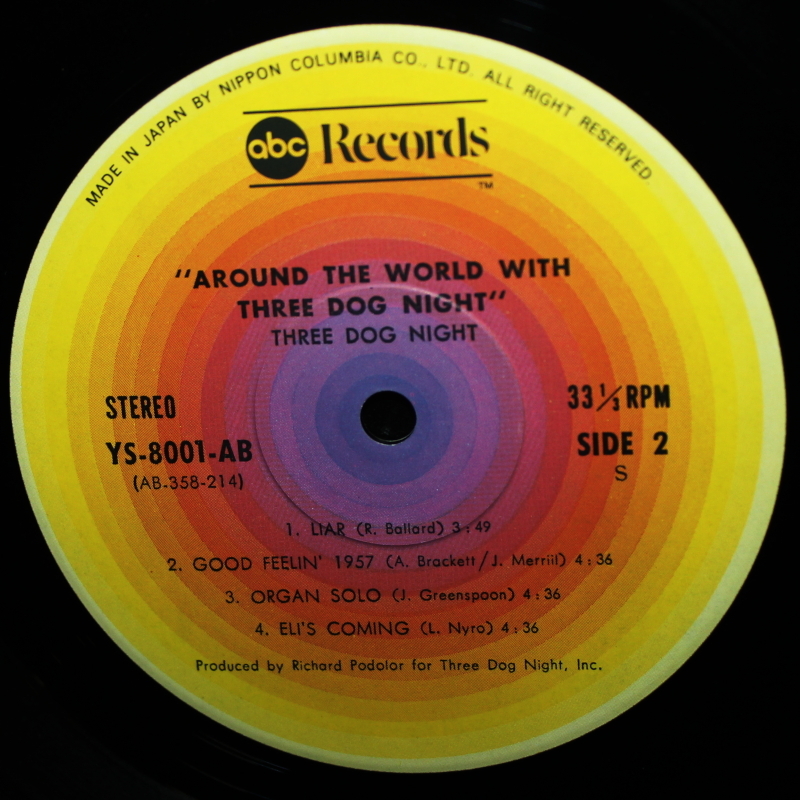 MADE IN JAPAN BY NIPPON COLUMBIA CO., LTD. ALL RIGHT RESERVED.
abc Records
TM
"AROUND THE WORLD WITH
THREE DOG NIGHT"
THREE DOG NIGHT
STEREO
33 1/3 RPM
YS-8001-AB
SIDE 2
(AB-358-214)
S
1. LIAR (R. Ballard) 3:49
2. GOOD FEELIN' 1957 (A. Brackett/J. Merriil) 4:36
3. ORGAN SOLO (J. Greenspoon) 4:36
4. ELI'S COMING (L. Nyro) 4:36
Produced by Richard Podolor for Three Dog Night, Inc.